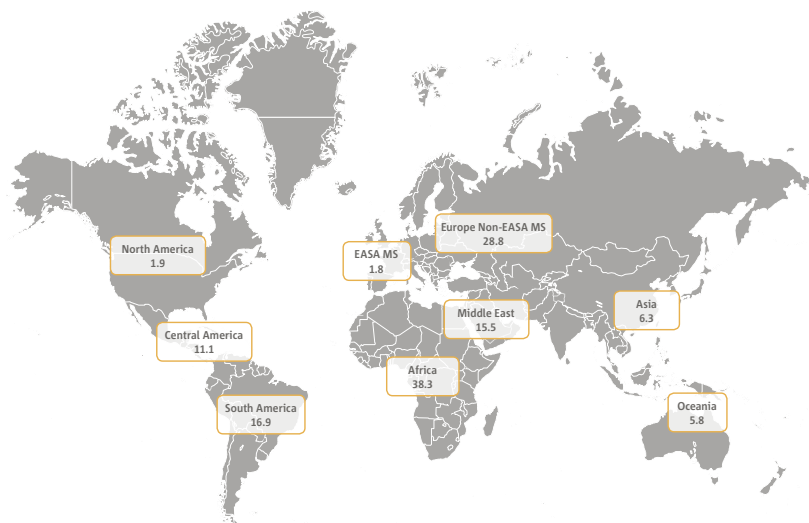 Europe Non-EASA MS
28.8
North America
1.9
EASA MS
1.8
Asia
6.3
Middle East
15.5
Central America
11.1
Africa
38.3
South America
16.9
Oceania
5.8